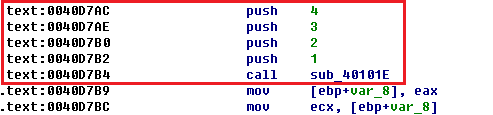 .text:0040D7AC push 4
.text:0040D7AE push 3
.text:0040D7B0 push 2
.text:0040D7B2 push 1
.text:0040D7B4 call sub_40101E
.text:0040D7B9 mov [ebp+var_8], eax
.text:0040D7BC mov ecx, [ebp+var_8]